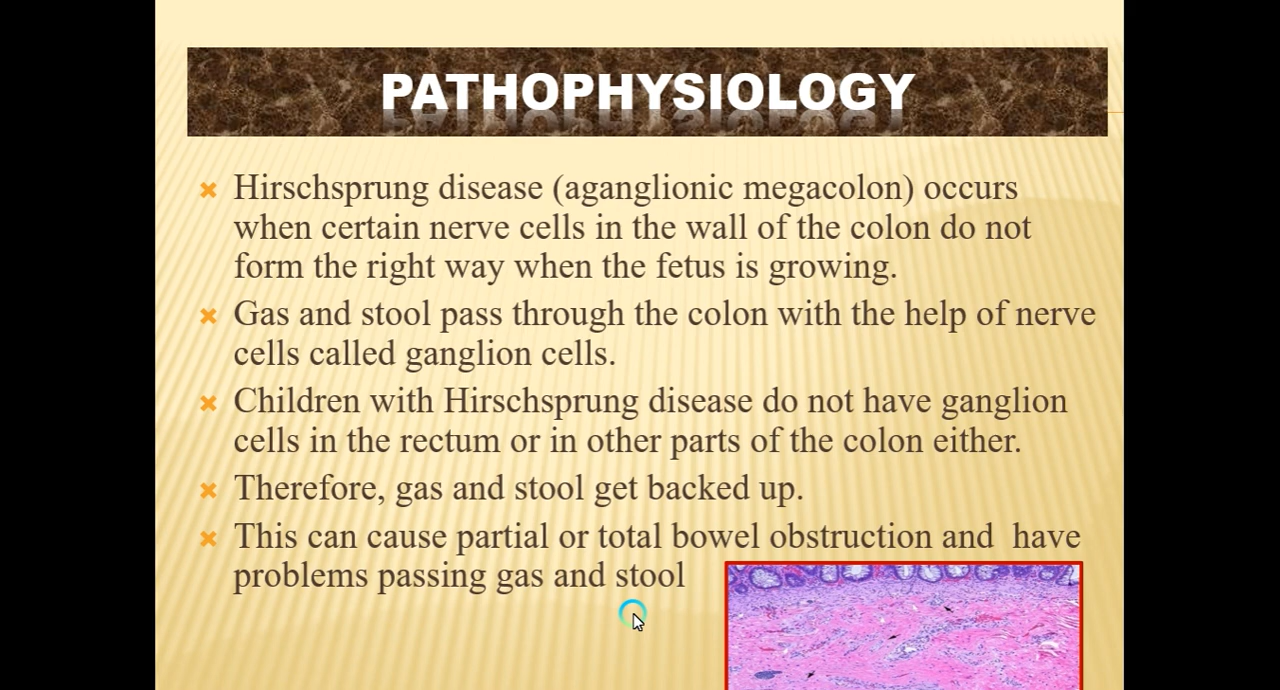 PATHOPHYSIOLOGY
Hirschsprung disease (aganglionic megacolon) occurs
when certain nerve cells in the wall of the colon do not
form the right way when the fetus is growing.
Gas and stool pass through the colon with the help of nerve
cells called ganglion cells.
Children with Hirschsprung disease do not have ganglion
cells in the rectum or in other parts of the colon either.
Therefore, gas and stool get backed up.
This can cause partial or total bowel obstruction and  have
problems passing gas and stool